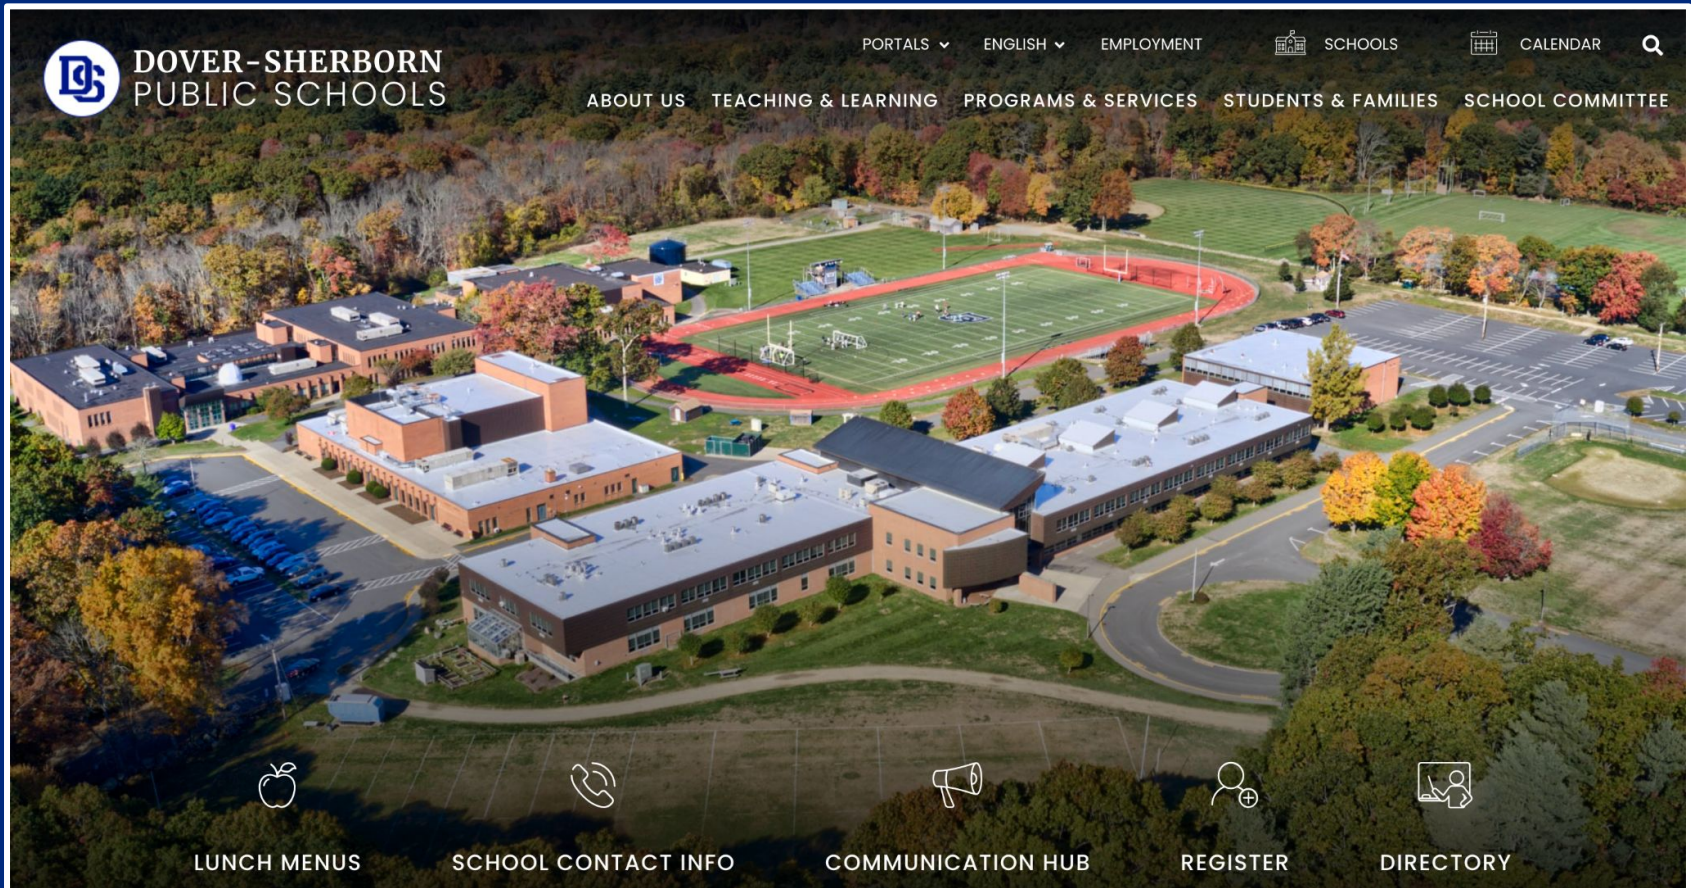 DS
DOVER-SHERBORN
PUBLIC SCHOOLS
PORTALS ENGLISH EMPLOYMENT SCHOOLS CALENDAR
ABOUT US TEACHING & LEARNING PROGRAMS & SERVICES STUDENTS & FAMILIES SCHOOL COMMITTEE
LUNCH MENUS SCHOOL CONTACT INFO COMMUNICATION HUB REGISTER DIRECTORY